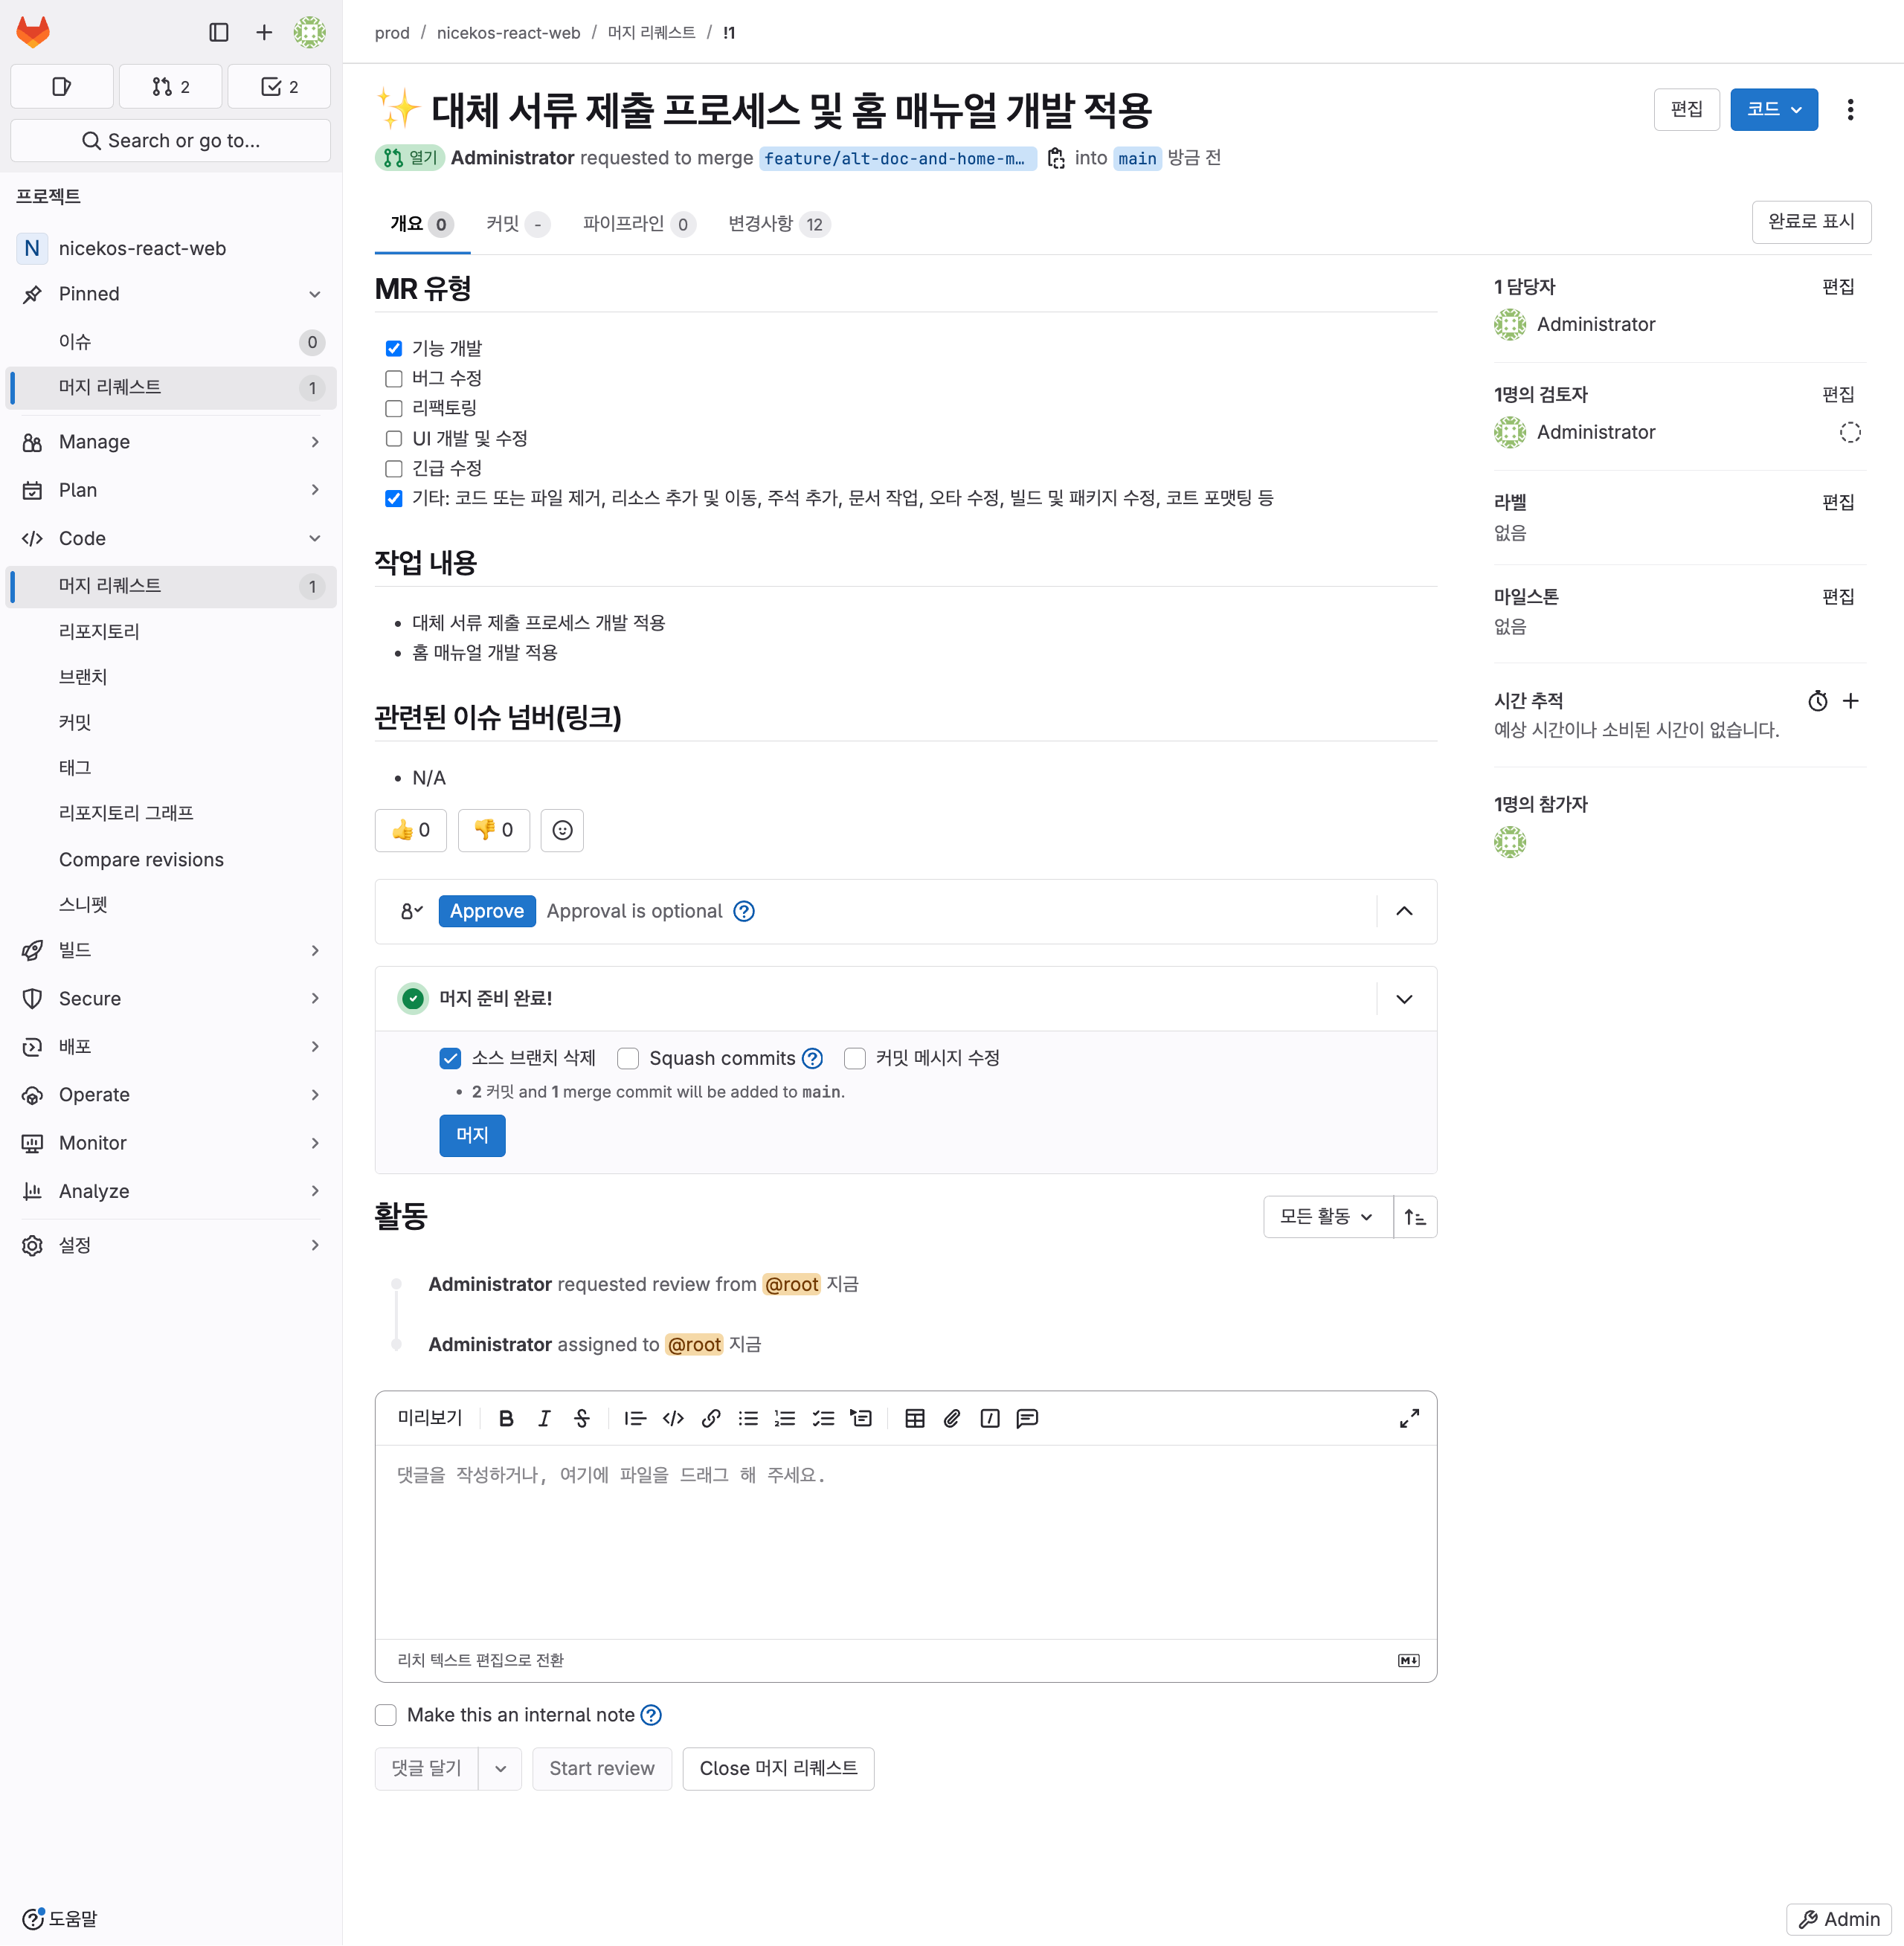 prod / nicekos-react-web / 머지 리퀘스트 / !1
2
2
Search or go to...
프로젝트
N nicekos-react-web
Pinned
이슈 0
머지 리퀘스트 1
Manage
Plan
Code
머지 리퀘스트 1
리포지토리
브랜치
커밋
태그
리포지토리 그래프
Compare revisions
스니펫
빌드
Secure
배포
Operate
Monitor
Analyze
설정
도움말
✨ 대체 서류 제출 프로세스 및 홈 매뉴얼 개발 적용
편집
코드
열기 Administrator requested to merge feature/alt-doc-and-home-m… into main 방금 전
개요 0 커밋 - 파이프라인 0 변경사항 12
완료로 표시
MR 유형
기능 개발
버그 수정
리팩토링
UI 개발 및 수정
긴급 수정
기타: 코드 또는 파일 제거, 리소스 추가 및 이동, 주석 추가, 문서 작업, 오타 수정, 빌드 및 패키지 수정, 코트 포맷팅 등
작업 내용
• 대체 서류 제출 프로세스 개발 적용
• 홈 매뉴얼 개발 적용
관련된 이슈 넘버(링크)
• N/A
👍 0 👎 0
Approve Approval is optional
머지 준비 완료!
소스 브랜치 삭제 Squash commits 커밋 메시지 수정
• 2 커밋 and 1 merge commit will be added to main.
머지
활동
모든 활동
Administrator requested review from @root 지금
Administrator assigned to @root 지금
미리보기
댓글을 작성하거나, 여기에 파일을 드래그 해 주세요.
리치 텍스트 편집으로 전환
Make this an internal note
댓글 달기 Start review Close 머지 리퀘스트
1 담당자 편집
Administrator
1명의 검토자 편집
Administrator
라벨 편집
없음
마일스톤 편집
없음
시간 추적
예상 시간이나 소비된 시간이 없습니다.
1명의 참가자
Admin